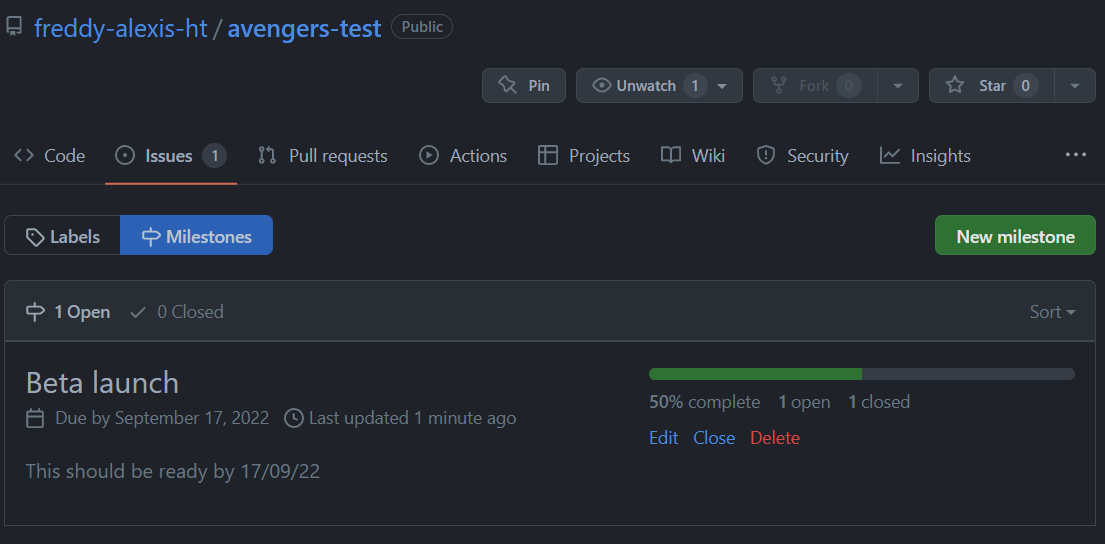 freddy-alexis-ht / avengers-test Public
Pin Unwatch 1 Fork 0 Star 0
Code Issues 1 Pull requests Actions Projects Wiki Security Insights ...
Labels Milestones New milestone
1 Open 0 Closed Sort
Beta launch
Due by September 17, 2022 Last updated 1 minute ago
This should be ready by 17/09/22
50% complete 1 open 1 closed
Edit Close Delete